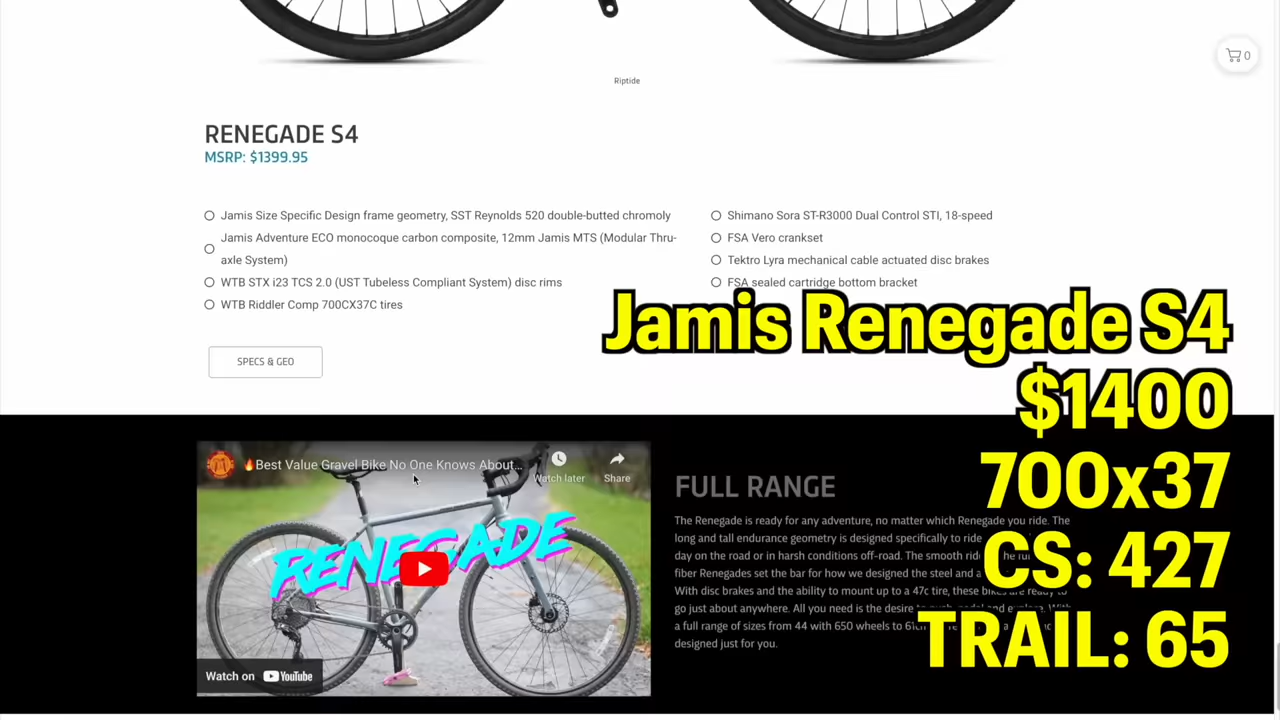 0
Riptide
RENEGADE S4
MSRP: $1399.95
Jamis Size Specific Design frame geometry, SST Reynolds 520 double-butted chromoly
Jamis Adventure ECO monocoque carbon composite, 12mm Jamis MTS (Modular Thru-
axle System)
WTB STX i23 TCS 2.0 (UST Tubeless Compliant System) disc rims
WTB Riddler Comp 700CX37C tires
Shimano Sora ST-R3000 Dual Control STI, 18-speed
FSA Vero crankset
Tektro Lyra mechanical cable actuated disc brakes
FSA sealed cartridge bottom bracket
SPECS & GEO
Jamis Renegade S4
$1400
700x37
CS: 427
TRAIL: 65
🔥Best Value Gravel Bike No One Knows About...
Watch later
Share
RENEGADE
Watch on YouTube
FULL RANGE
The Renegade is ready for any adventure, no matter which Renegade you ride. The
long and tall endurance geometry is designed specifically to ride
day on the road or in harsh conditions off-road. The smooth
fiber Renegades set the bar for how we designed the steel and
With disc brakes and the ability to mount up to a 47c tire, these bikes are ready to
go just about anywhere. All you need is the desire to push, pedal and explore. With
a full range of sizes from 44 with 650 wheels to
designed just for you.